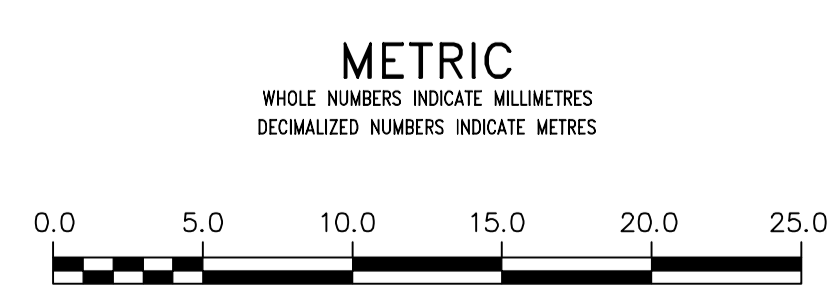 METRIC
WHOLE NUMBERS INDICATE MILLIMETRES
DECIMALIZED NUMBERS INDICATE METRES
0.0 5.0 10.0 15.0 20.0 25.0